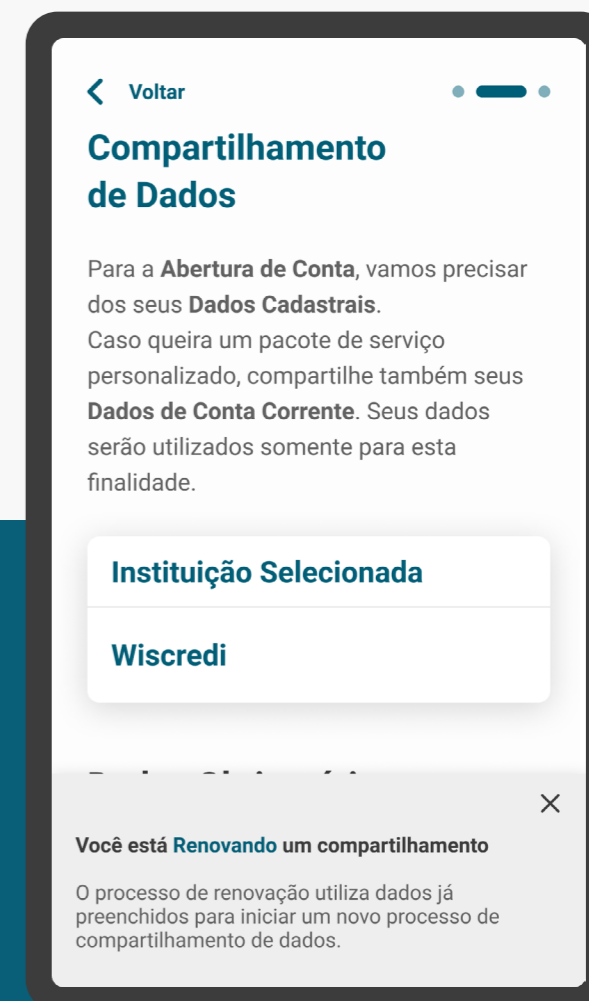 Voltar
Compartilhamento
de Dados
Para a Abertura de Conta, vamos precisar
dos seus Dados Cadastrais.
Caso queira um pacote de serviço
personalizado, compartilhe também seus
Dados de Conta Corrente. Seus dados
serão utilizados somente para esta
finalidade.
Instituição Selecionada
Wiscredi
Você está Renovando um compartilhamento
O processo de renovação utiliza dados já
preenchidos para iniciar um novo processo de
compartilhamento de dados.